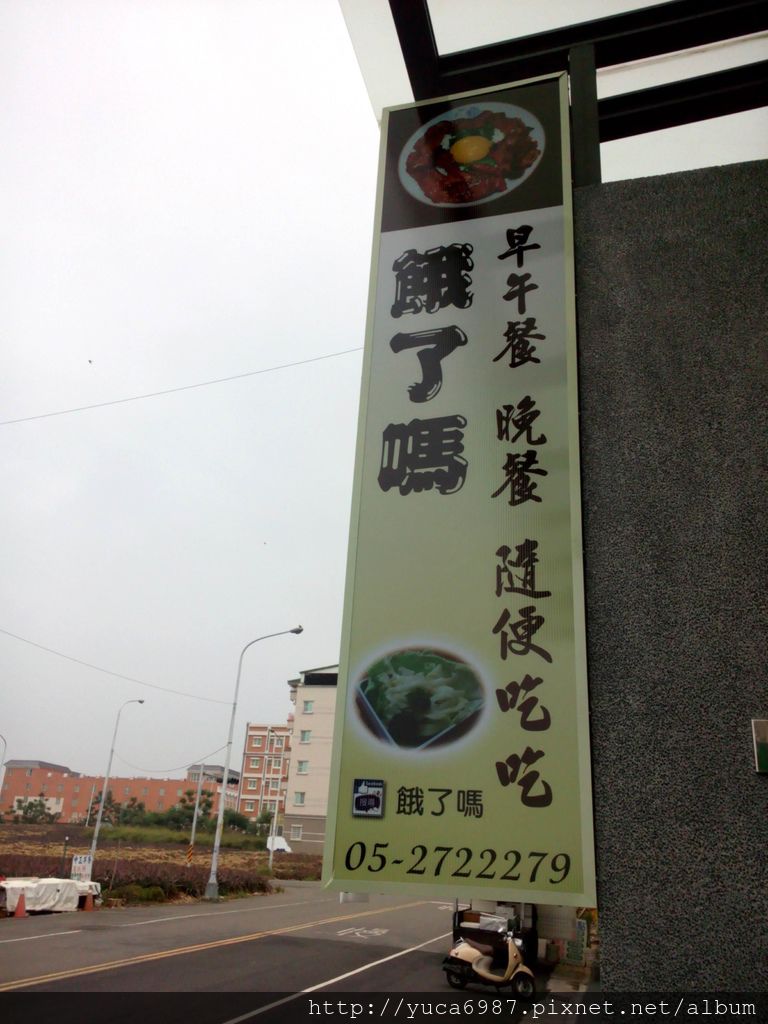 早午餐 晚餐 隨便吃吃
餓了嗎
餓了嗎
05-2722279
http://yuca6987.pixnet.net/album